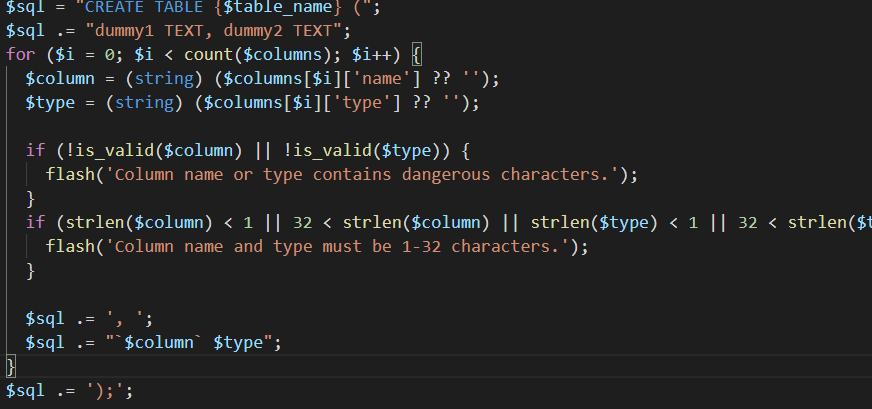 $sql = "CREATE TABLE {$table_name} (";
$sql .= "dummy1 TEXT, dummy2 TEXT";
for ($i = 0; $i < count($columns); $i++) {
  $column = (string) ($columns[$i]['name'] ?? '');
  $type = (string) ($columns[$i]['type'] ?? '');

  if (!is_valid($column) || !is_valid($type)) {
    flash('Column name or type contains dangerous characters.');
  }
  if (strlen($column) < 1 || 32 < strlen($column) || strlen($type) < 1 || 32 < strlen($t
    flash('Column name and type must be 1-32 characters.');
  }

  $sql .= ', ';
  $sql .= "`$column` $type";
}
$sql .= ');';